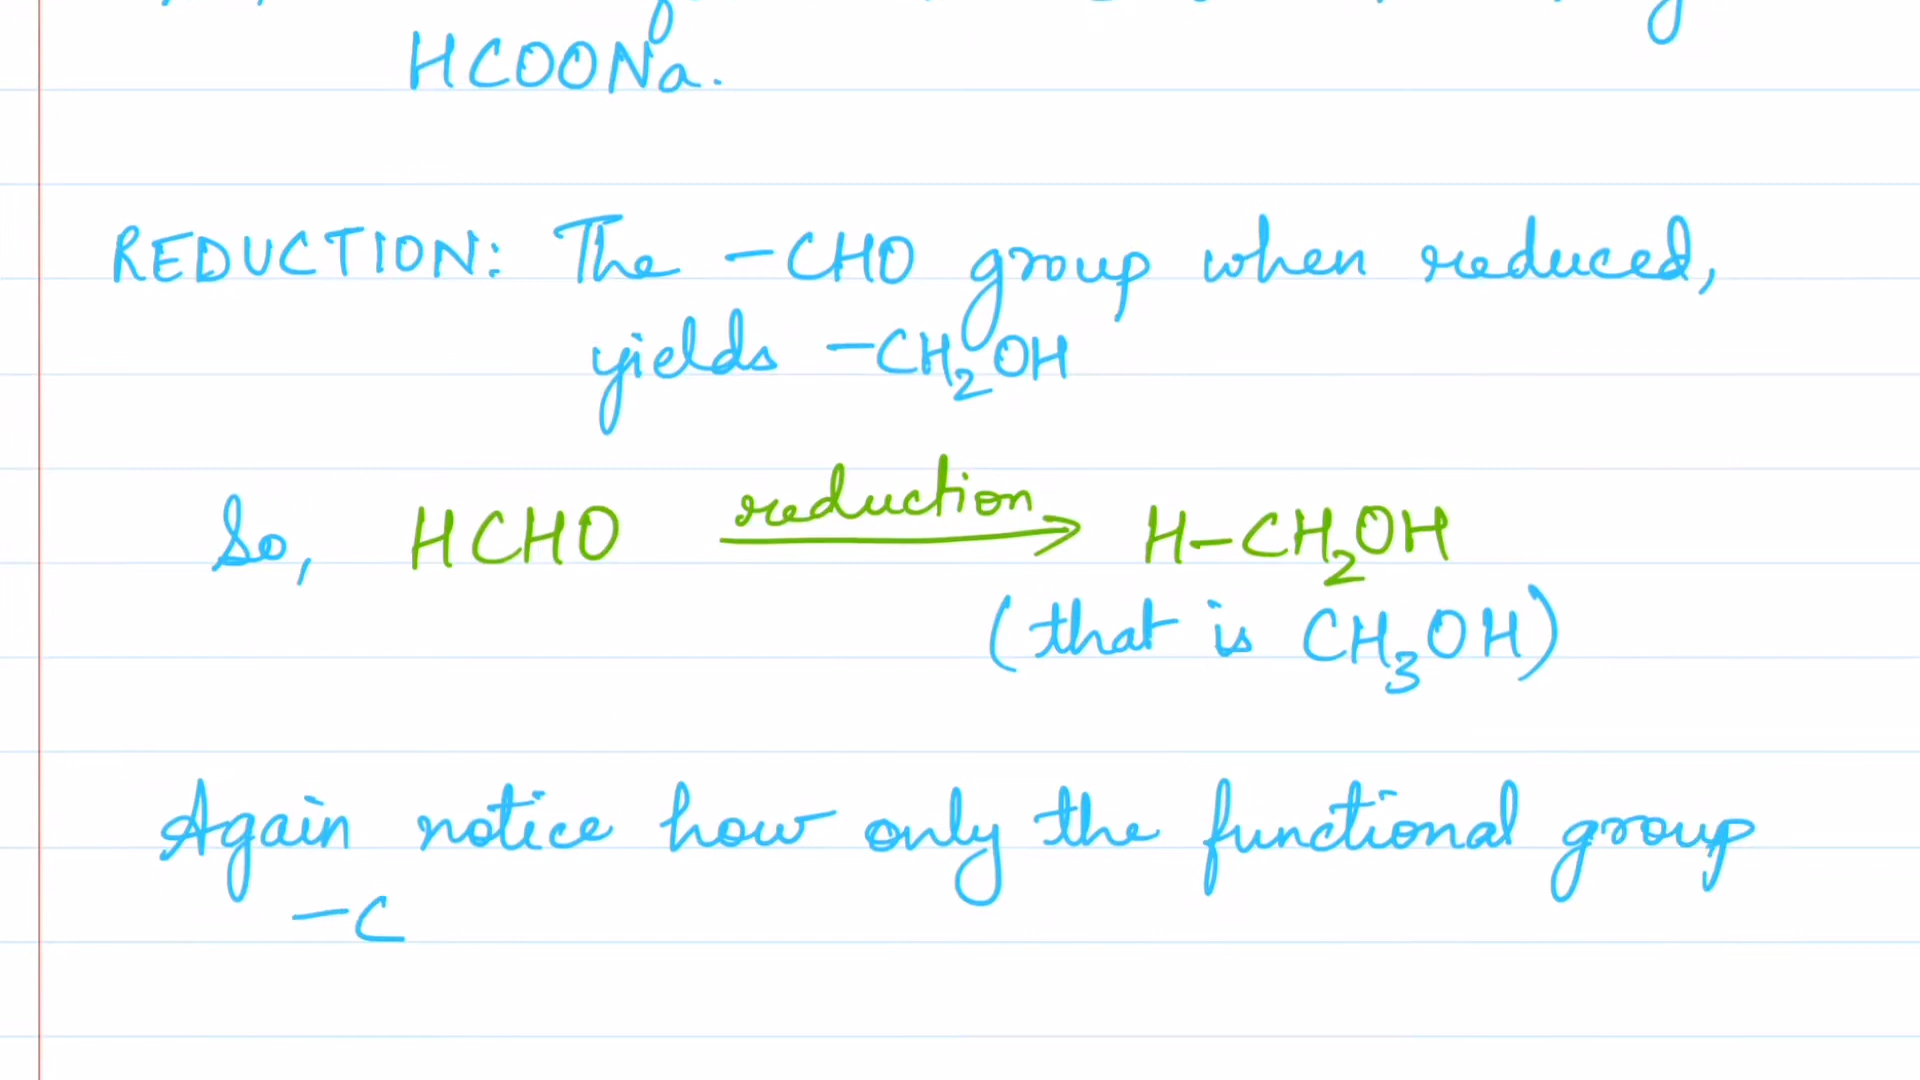 HCOONa.
REDUCTION: The -CHO group when reduced,
yields -CH₂OH
So, HCHO reduction → H-CH₂OH
(that is CH₃OH)
Again notice how only the functional group
-C